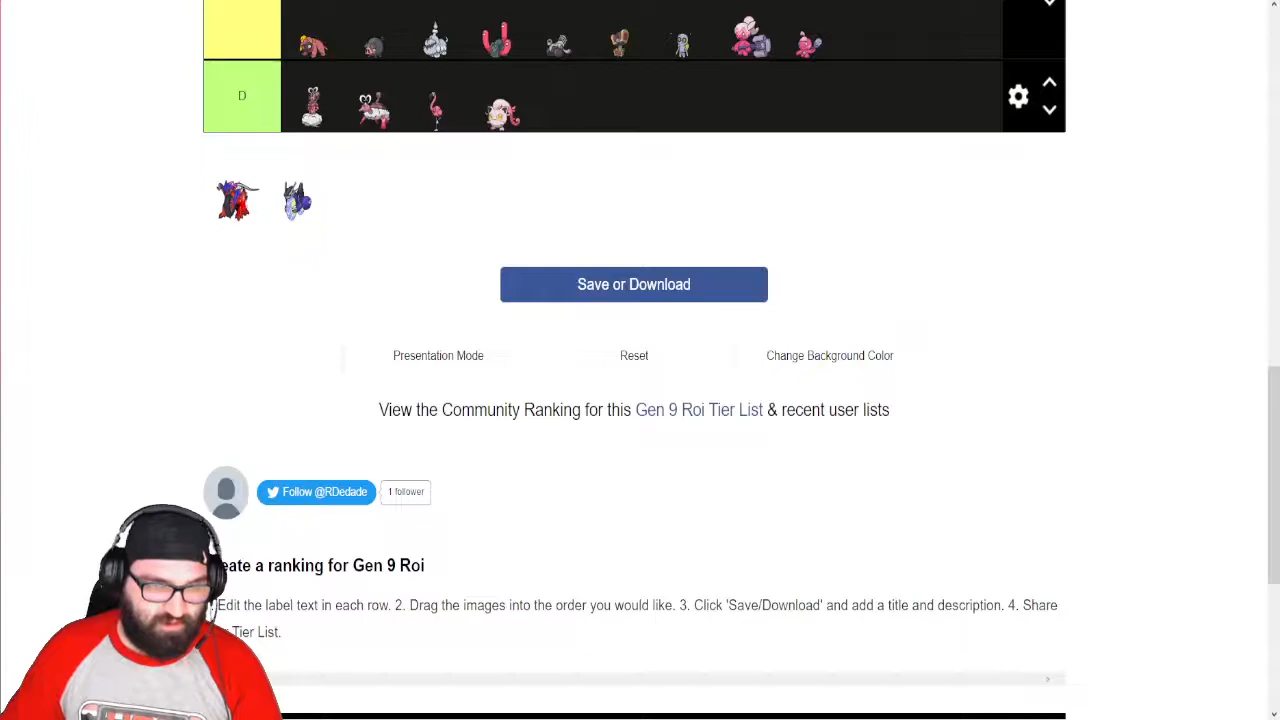 D
Save or Download
Presentation Mode
Reset
Change Background Color
View the Community Ranking for this Gen 9 Roi Tier List & recent user lists
Follow @RDedade
1 follower
eate a ranking for Gen 9 Roi
Edit the label text in each row. 2. Drag the images into the order you would like. 3. Click 'Save/Download' and add a title and description. 4. Share
Tier List.